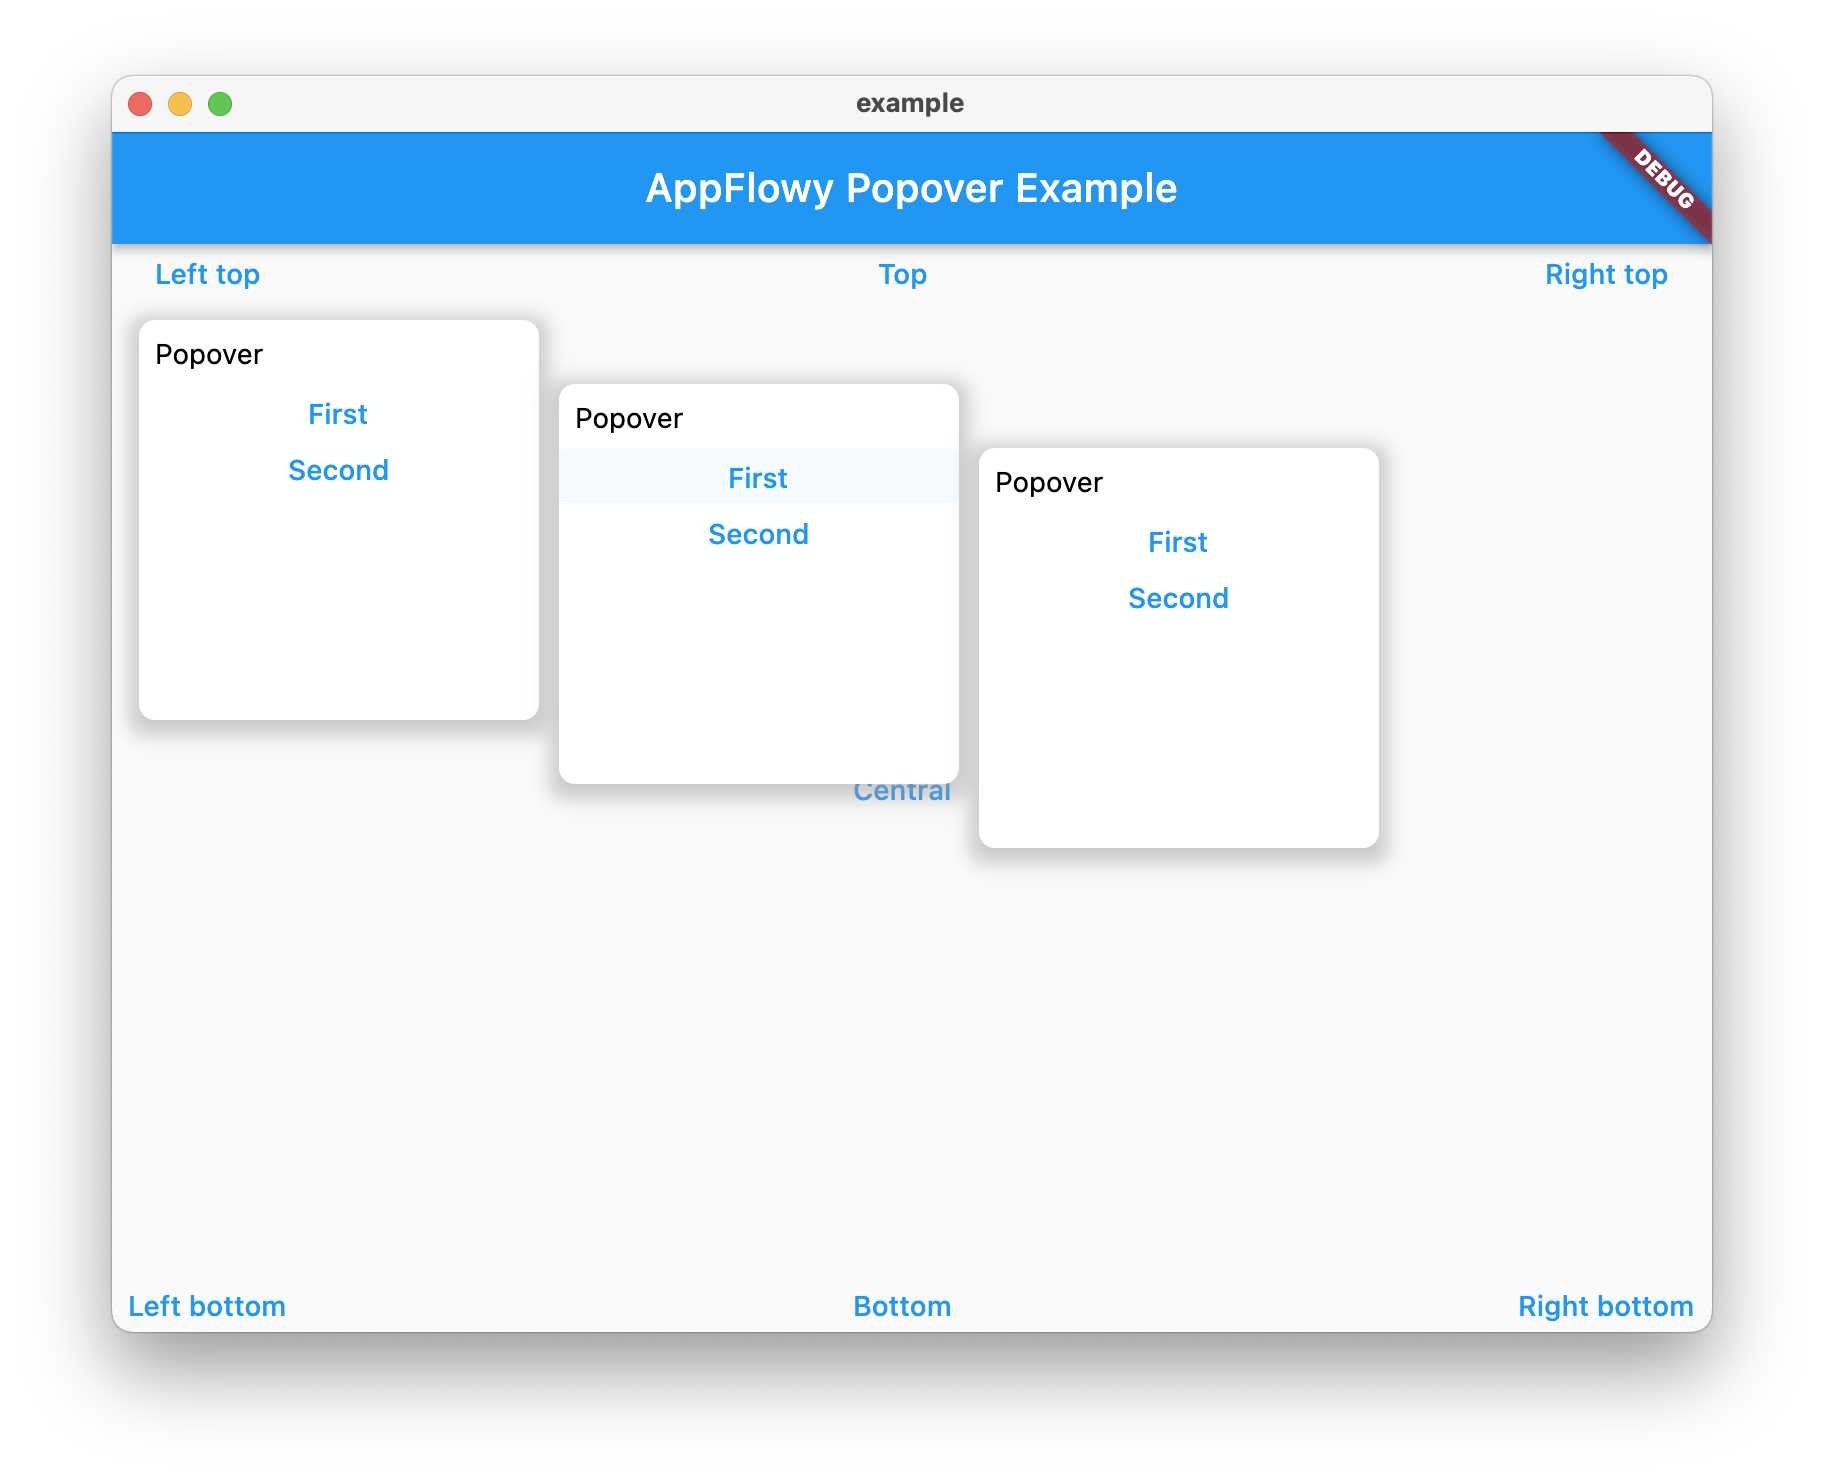 example
AppFlowy Popover Example
DEBUG
Left top
Top
Right top
Popover
First
Second
Popover
First
Second
Popover
First
Second
Central
Left bottom
Bottom
Right bottom